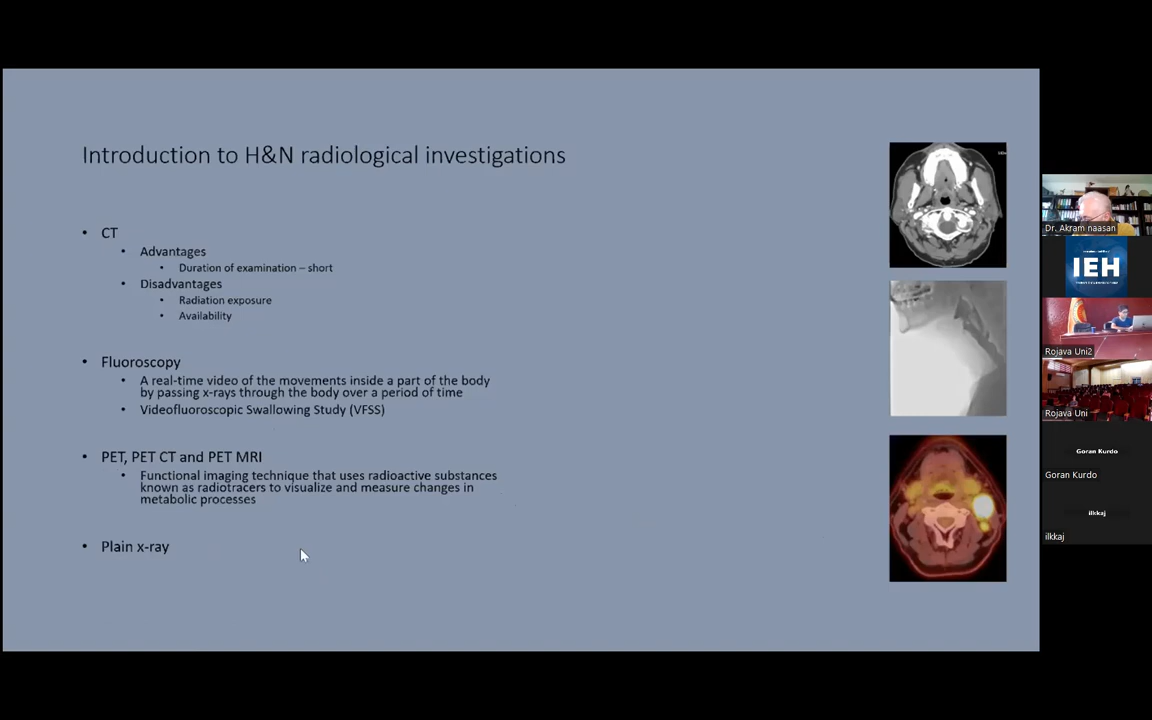 Introduction to H&N radiological investigations
• CT
• Advantages
• Duration of examination – short
• Disadvantages
• Radiation exposure
• Availability
• Fluoroscopy
• A real-time video of the movements inside a part of the body
by passing x-rays through the body over a period of time
• Videofluoroscopic Swallowing Study (VFSS)
• PET, PET CT and PET MRI
• Functional imaging technique that uses radioactive substances
known as radiotracers to visualize and measure changes in
metabolic processes
• Plain x-ray
Dr. Akram naasan
IEH
Rojava Uni2
Rojava Uni
Goran Kurdo
Goran Kurdo
ilkkaj
ilkkaj